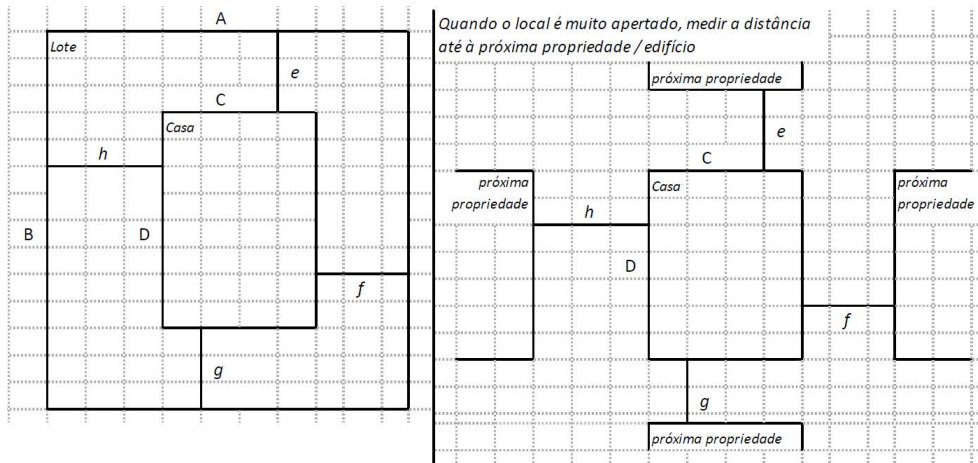 A
Lote
e
C
Casa
h
B
D
f
g
Quando o local é muito apertado, medir a distância
até à próxima propriedade / edifício
próxima propriedade
e
C
próxima
propriedade
Casa
próxima
propriedade
h
D
f
g
próxima propriedade